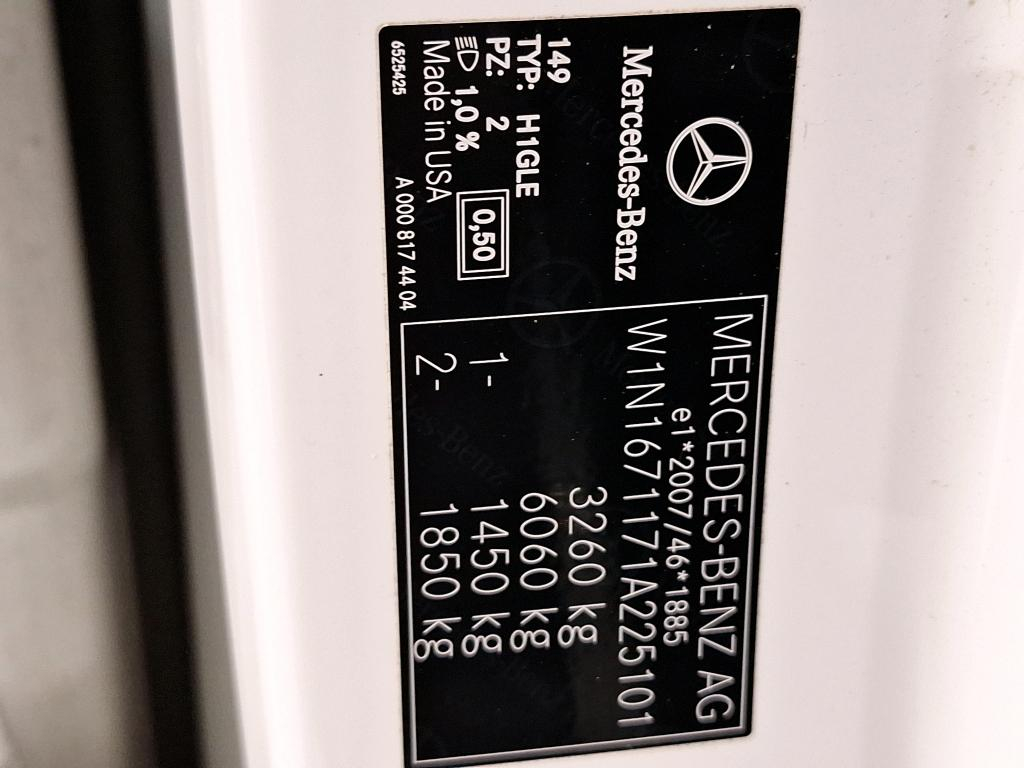 Mercedes-Benz
149
TYP: H1GLE
PZ: 2
1,0 %
0,50
Made in USA
6525425 A 000 817 44 04
MERCEDES-BENZ AG
e1*2007/46*1885
W1N1671171A225101
3260 kg
6060 kg
1- 1450 kg
2- 1850 kg